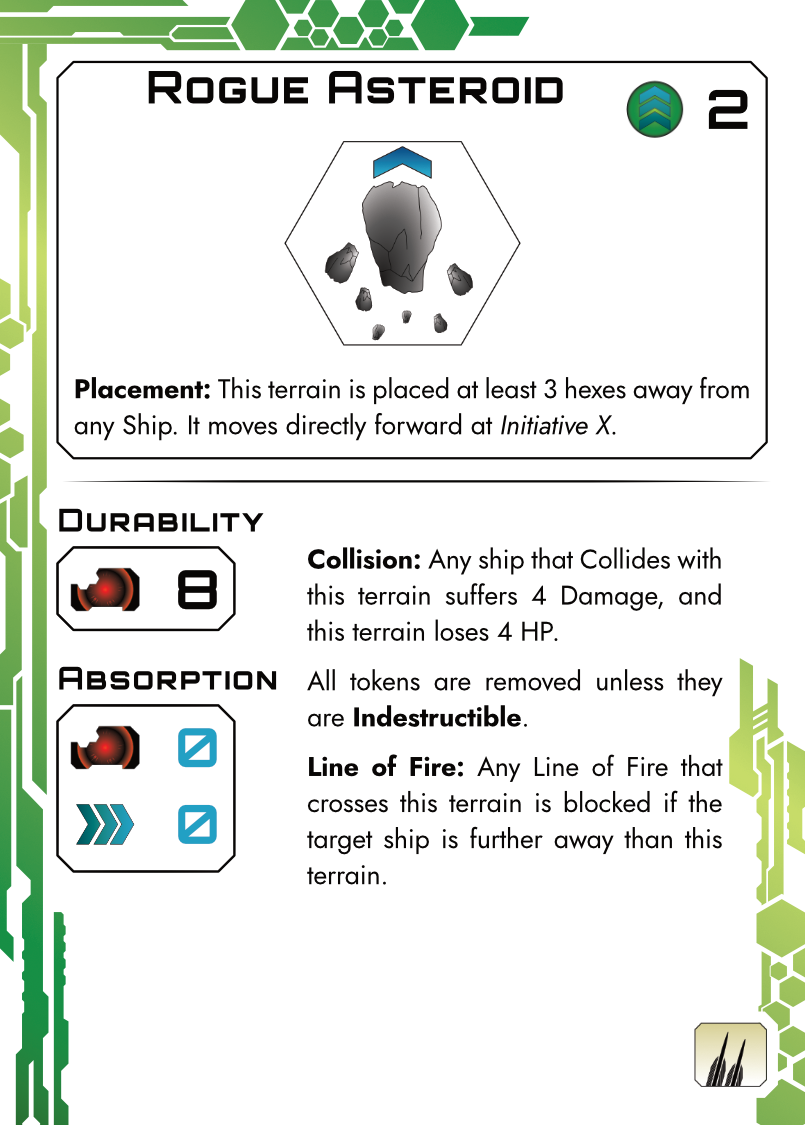 Rogue Asteroid
2
Placement: This terrain is placed at least 3 hexes away from
any Ship. It moves directly forward at Initiative X.
Durability
8
Collision: Any ship that Collides with
this terrain suffers 4 Damage, and
this terrain loses 4 HP.
Absorption
0
0
All tokens are removed unless they
are Indestructible.
Line of Fire: Any Line of Fire that
crosses this terrain is blocked if the
target ship is further away than this
terrain.